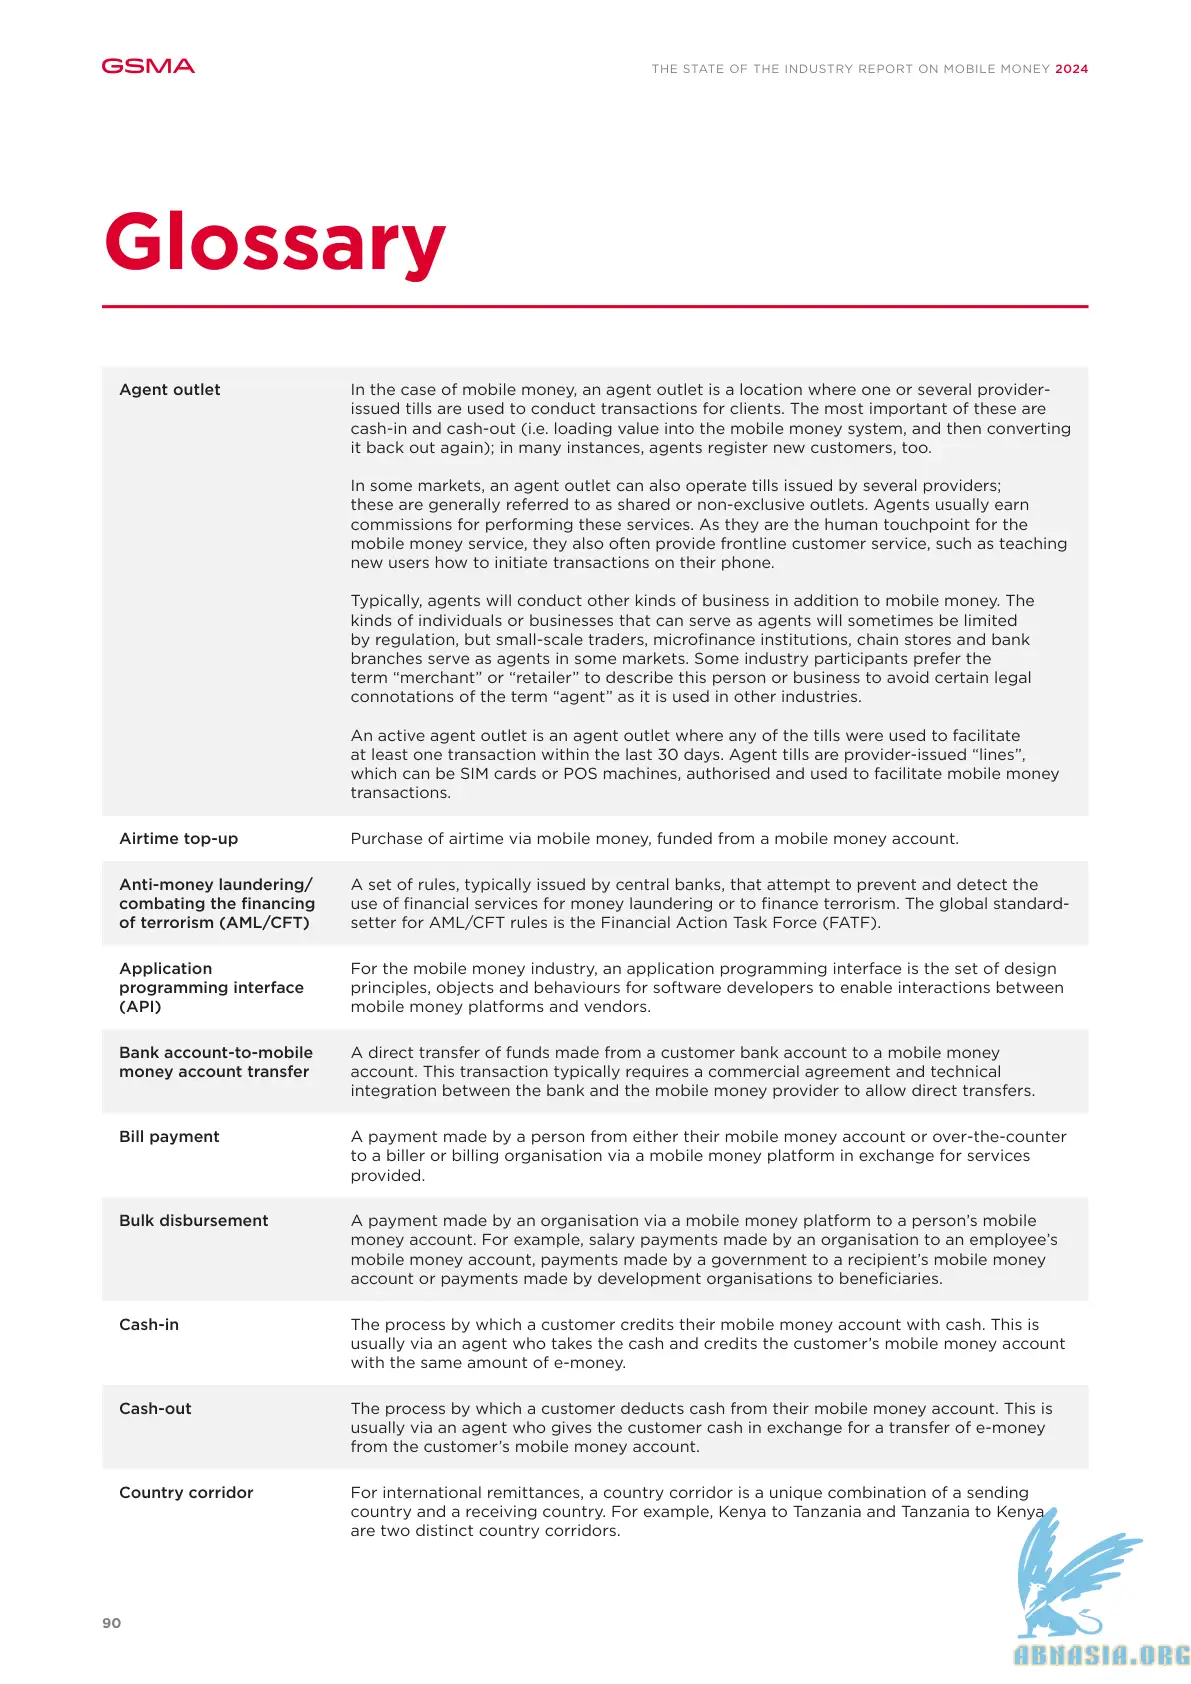 GSMA
THE STATE OF THE INDUSTRY REPORT ON MOBILE MONEY 2024
Glossary
Agent outlet
In the case of mobile money, an agent outlet is a location where one or several provider-
issued tills are used to conduct transactions for clients. The most important of these are
cash-in and cash-out (i.e. loading value into the mobile money system, and then converting
it back out again); in many instances, agents register new customers, too.
In some markets, an agent outlet can also operate tills issued by several providers;
these are generally referred to as shared or non-exclusive outlets. Agents usually earn
commissions for performing these services. As they are the human touchpoint for the
mobile money service, they also often provide frontline customer service, such as teaching
new users how to initiate transactions on their phone.
Typically, agents will conduct other kinds of business in addition to mobile money. The
kinds of individuals or businesses that can serve as agents will sometimes be limited
by regulation, but small-scale traders, microfinance institutions, chain stores and bank
branches serve as agents in some markets. Some industry participants prefer the
term “merchant” or “retailer” to describe this person or business to avoid certain legal
connotations of the term “agent” as it is used in other industries.
An active agent outlet is an agent outlet where any of the tills were used to facilitate
at least one transaction within the last 30 days. Agent tills are provider-issued “lines”,
which can be SIM cards or POS machines, authorised and used to facilitate mobile money
transactions.
Airtime top-up
Purchase of airtime via mobile money, funded from a mobile money account.
Anti-money laundering/
combating the financing
of terrorism (AML/CFT)
A set of rules, typically issued by central banks, that attempt to prevent and detect the
use of financial services for money laundering or to finance terrorism. The global standard-
setter for AML/CFT rules is the Financial Action Task Force (FATF).
Application
programming interface
(API)
For the mobile money industry, an application programming interface is the set of design
principles, objects and behaviours for software developers to enable interactions between
mobile money platforms and vendors.
Bank account-to-mobile
money account transfer
A direct transfer of funds made from a customer bank account to a mobile money
account. This transaction typically requires a commercial agreement and technical
integration between the bank and the mobile money provider to allow direct transfers.
Bill payment
A payment made by a person from either their mobile money account or over-the-counter
to a biller or billing organisation via a mobile money platform in exchange for services
provided.
Bulk disbursement
A payment made by an organisation via a mobile money platform to a person’s mobile
money account. For example, salary payments made by an organisation to an employee’s
mobile money account, payments made by a government to a recipient’s mobile money
account or payments made by development organisations to beneficiaries.
Cash-in
The process by which a customer credits their mobile money account with cash. This is
usually via an agent who takes the cash and credits the customer’s mobile money account
with the same amount of e-money.
Cash-out
The process by which a customer deducts cash from their mobile money account. This is
usually via an agent who gives the customer cash in exchange for a transfer of e-money
from the customer’s mobile money account.
Country corridor
For international remittances, a country corridor is a unique combination of a sending
country and a receiving country. For example, Kenya to Tanzania and Tanzania to Kenya
are two distinct country corridors.
90
ABNASIA.ORG